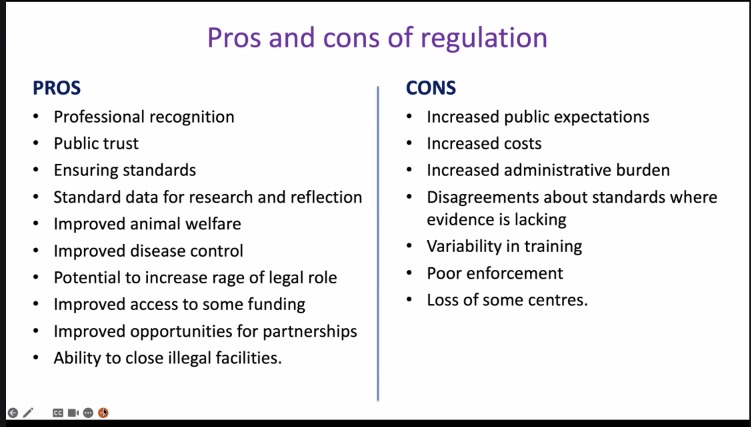 Pros and cons of regulation
PROS
• Professional recognition
• Public trust
• Ensuring standards
• Standard data for research and reflection
• Improved animal welfare
• Improved disease control
• Potential to increase rage of legal role
• Improved access to some funding
• Improved opportunities for partnerships
• Ability to close illegal facilities.
CONS
• Increased public expectations
• Increased costs
• Increased administrative burden
• Disagreements about standards where
evidence is lacking
• Variability in training
• Poor enforcement
• Loss of some centres.
CC